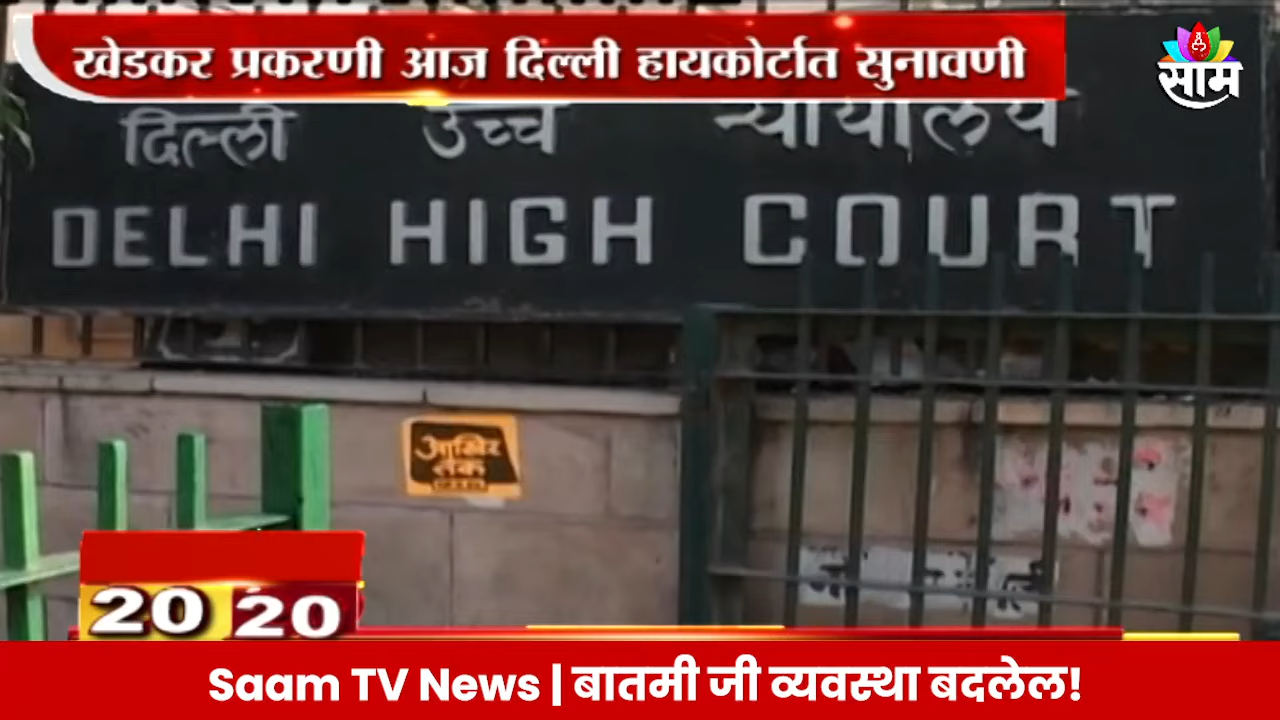 खेडकर प्रकरणी आज दिल्ली हायकोर्टात सुनावणी
साम
दिल्ली उच्च न्यायालय
DELHI HIGH COURT
20 20
Saam TV News | बातमी जी व्यवस्था बदलेल!